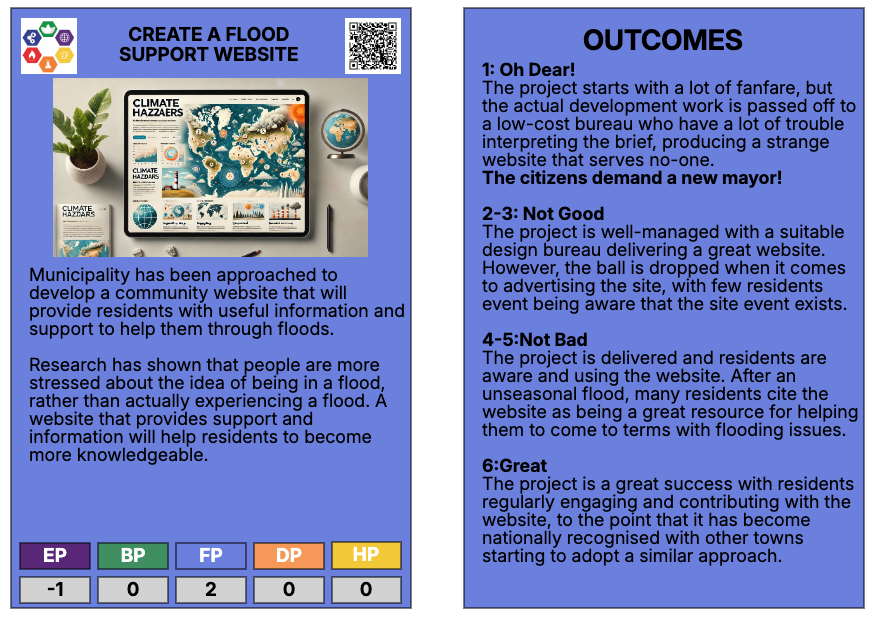 CREATE A FLOOD
SUPPORT WEBSITE
CLIMATE
HAZZAERS
CLIMATE
HAZDARS
CLIMATE
HAZDARS
Municipality has been approached to
develop a community website that will
provide residents with useful information and
support to help them through floods.
Research has shown that people are more
stressed about the idea of being in a flood,
rather than actually experiencing a flood. A
website that provides support and
information will help residents to become
more knowledgeable.
EP BP FP DP HP
-1 0 2 0 0
OUTCOMES
1: Oh Dear!
The project starts with a lot of fanfare, but
the actual development work is passed off to
a low-cost bureau who have a lot of trouble
interpreting the brief, producing a strange
website that serves no-one.
The citizens demand a new mayor!
2-3: Not Good
The project is well-managed with a suitable
design bureau delivering a great website.
However, the ball is dropped when it comes
to advertising the site, with few residents
event being aware that the site event exists.
4-5:Not Bad
The project is delivered and residents are
aware and using the website. After an
unseasonal flood, many residents cite the
website as being a great resource for helping
them to come to terms with flooding issues.
6:Great
The project is a great success with residents
regularly engaging and contributing with the
website, to the point that it has become
nationally recognised with other towns
starting to adopt a similar approach.